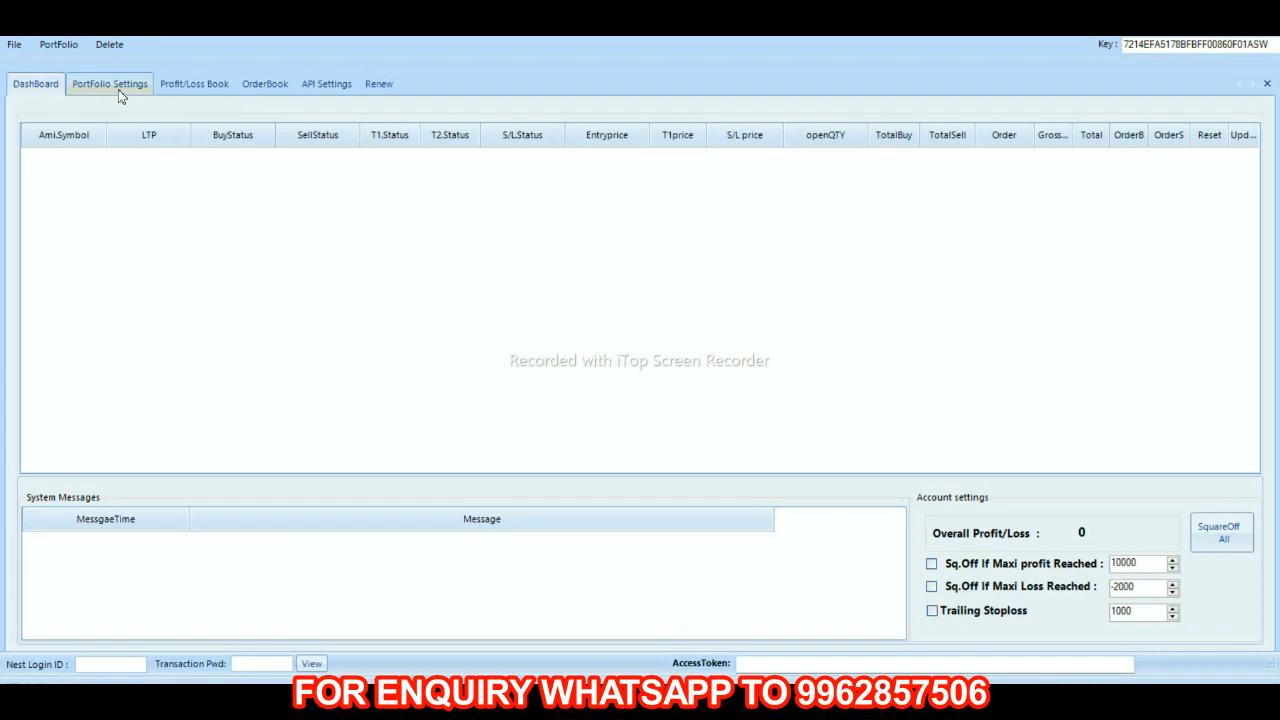 File PortFolio Delete Key : 7214EFA5178BFBFF00860F01ASW
DashBoard PortFolio Settings Profit/Loss Book OrderBook API Settings Renew
Ami.Symbol LTP BuyStatus SellStatus T1.Status T2.Status S/L.Status Entryprice T1price S/L price openQTY TotalBuy TotalSell Order Gross... Total OrderB OrderS Reset Upd...
Recorded with iTop Screen Recorder
System Messages
MessgaeTime Message
Account settings
Overall Profit/Loss : 0
SquareOff
All
Sq.Off If Maxi profit Reached : 10000
Sq.Off If Maxi Loss Reached : -2000
Trailing Stoploss 1000
Nest Login ID : Transaction Pwd: View AccessToken:
FOR ENQUIRY WHATSAPP TO 9962857506